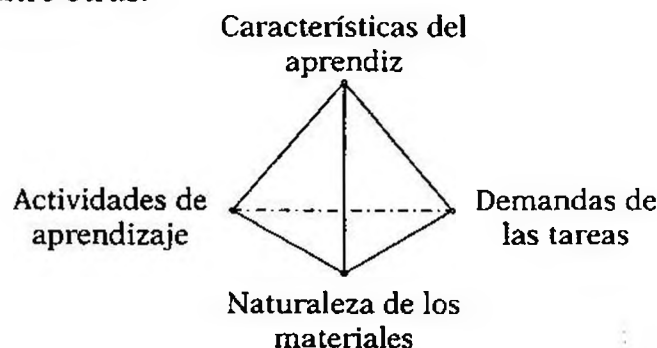 Características del
aprendiz
Actividades de
aprendizaje
Demandas de
las tareas
Naturaleza de los
materiales